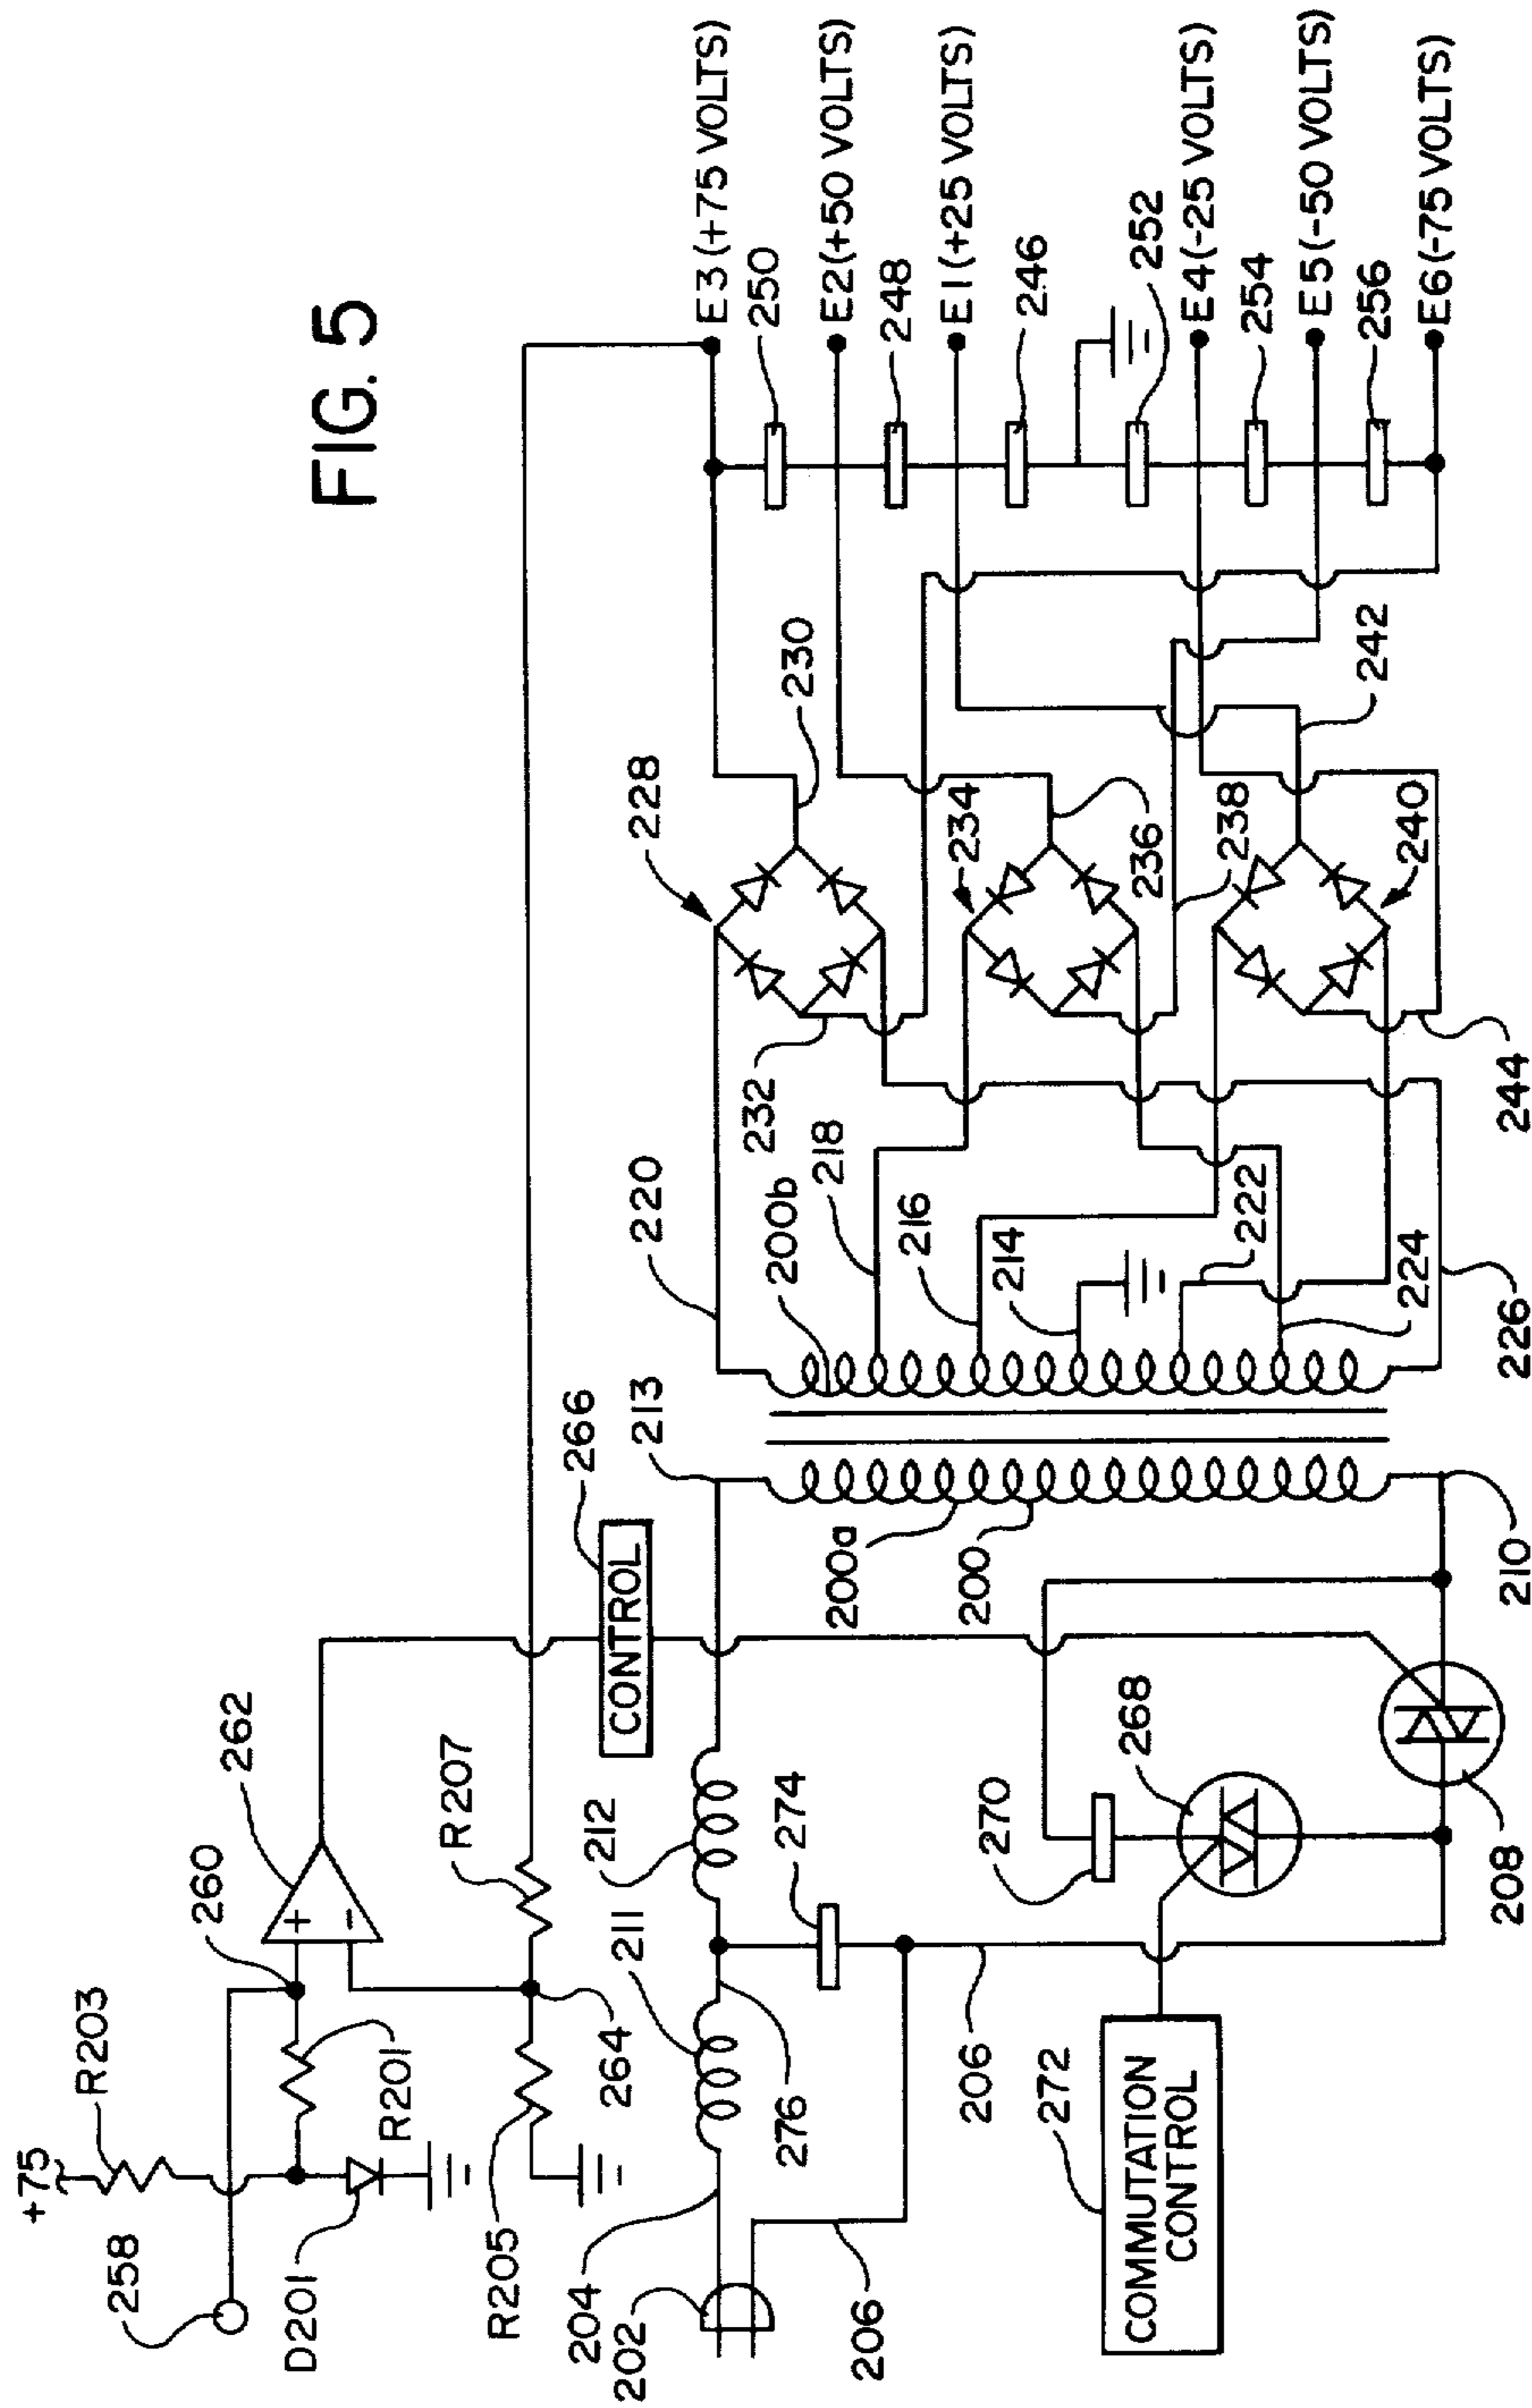 FIG. 5
+75
R203
258
D201
R201
260
262
+
-
R205
264
R207
266
CONTROL
204
202
206
211
276
212
274
213
206
272
COMMUTATION
CONTROL
270
268
208
210
200a
200
200b
220
218
216
214
222
224
226
228
230
232
234
236
238
240
242
244
E3 (+75 VOLTS)
250
E2 (+50 VOLTS)
248
E1 (+25 VOLTS)
246
252
E4 (-25 VOLTS)
254
E5 (-50 VOLTS)
256
E6 (-75 VOLTS)